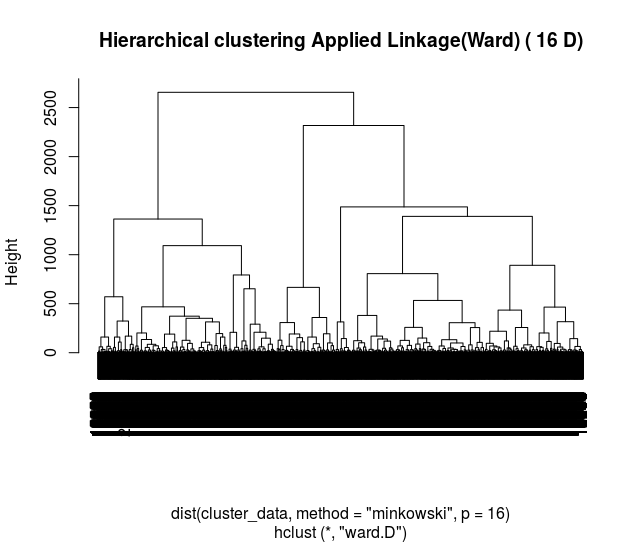 Hierarchical clustering Applied Linkage(Ward) ( 16 D)
2500
2000
1500
1000
500
0
Height
dist(cluster_data, method = "minkowski", p = 16)
hclust (*, "ward.D")